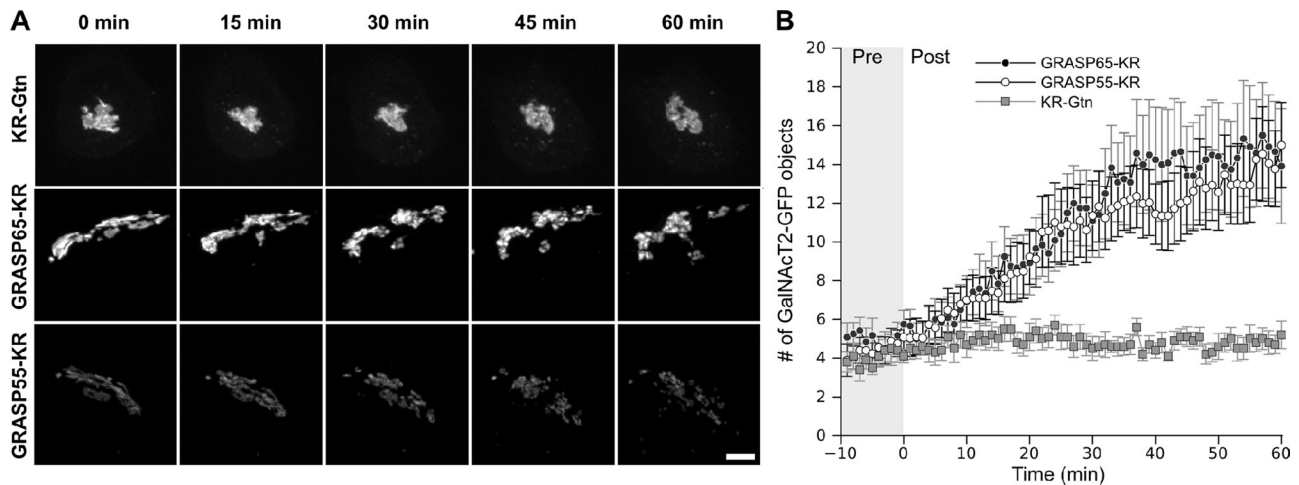 A
0 min 15 min 30 min 45 min 60 min
KR-Gtn
GRASP65-KR
GRASP55-KR
B
# of GalNAcT2-GFP objects
20
18
16
14
12
10
8
6
4
2
0
Pre Post
GRASP65-KR
GRASP55-KR
KR-Gtn
−10 0 10 20 30 40 50 60
Time (min)